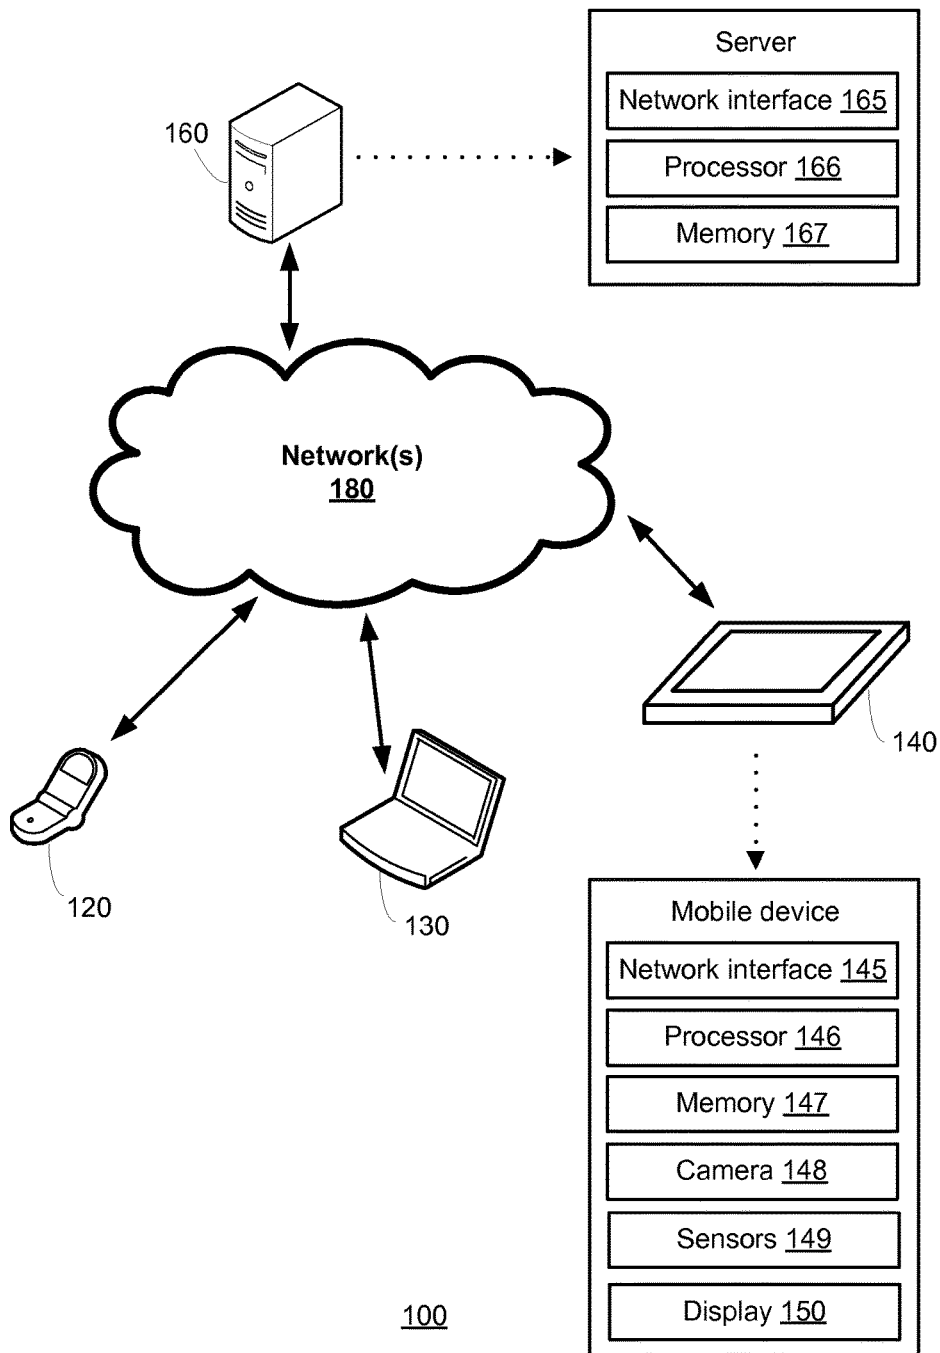 Server
Network interface 165
160
Processor 166
Memory 167
Network(s)
180
140
120
130
Mobile device
Network interface 145
Processor 146
Memory 147
Camera 148
Sensors 149
Display 150
100